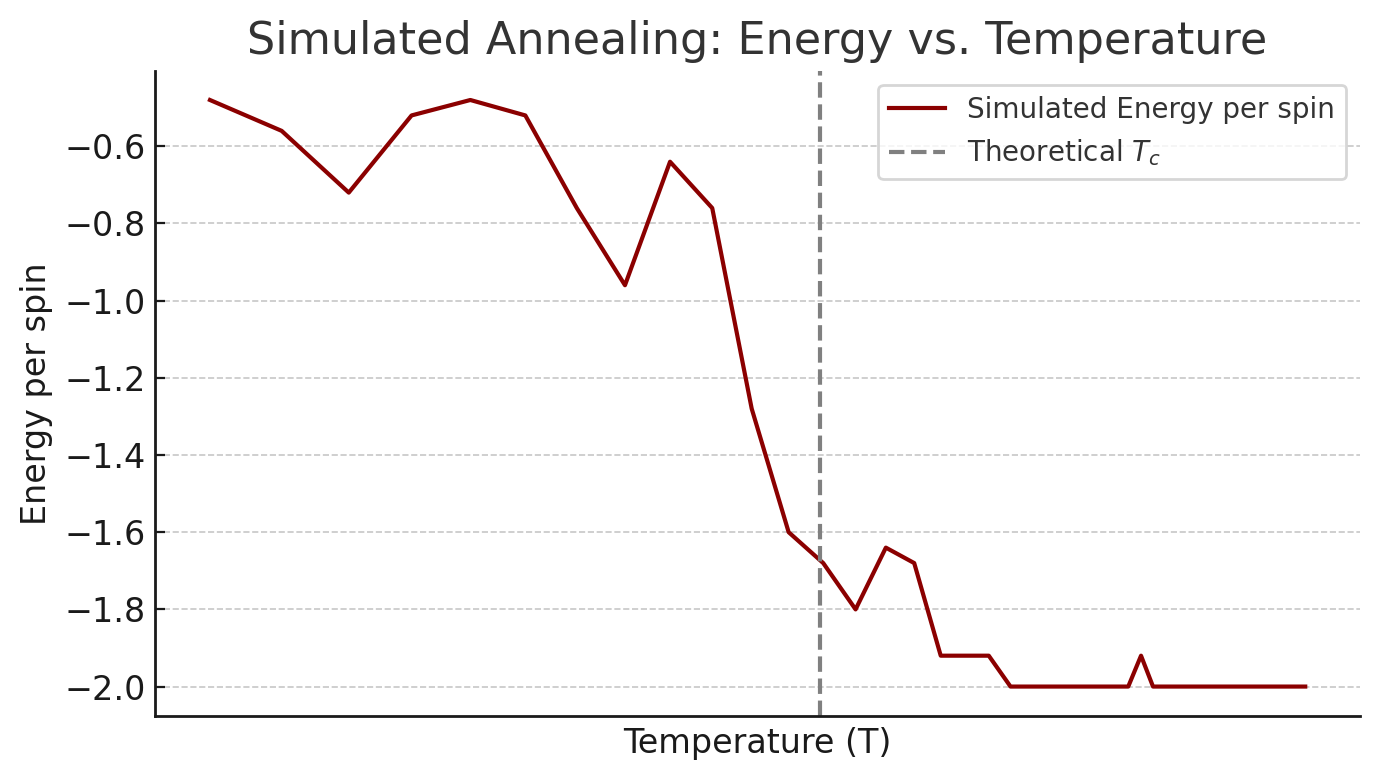 Simulated Annealing: Energy vs. Temperature
Simulated Energy per spin
Theoretical $T_c$
−0.6
−0.8
−1.0
−1.2
−1.4
−1.6
−1.8
−2.0
Energy per spin
Temperature (T)